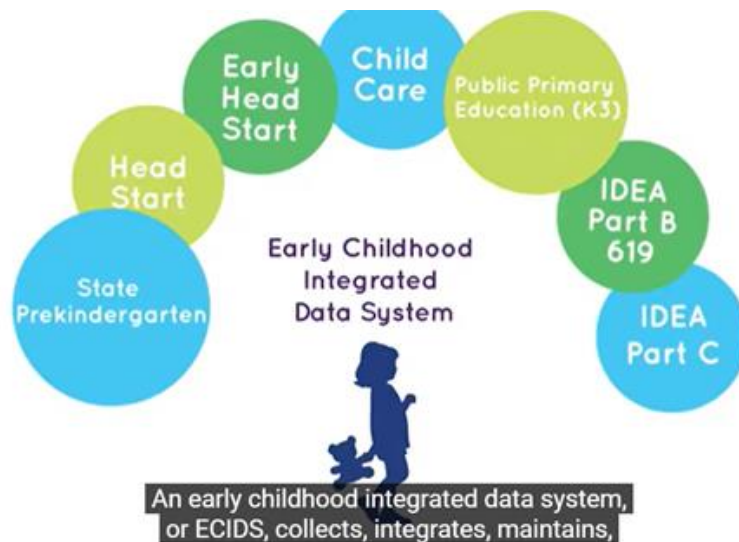 Early
Head
Start
Child
Care
Public Primary
Education (K3)
Head
Start
IDEA
Part B
619
State
Prekindergarten
Early Childhood
Integrated
Data System
IDEA
Part C
An early childhood integrated data system,
or ECIDS, collects, integrates, maintains,